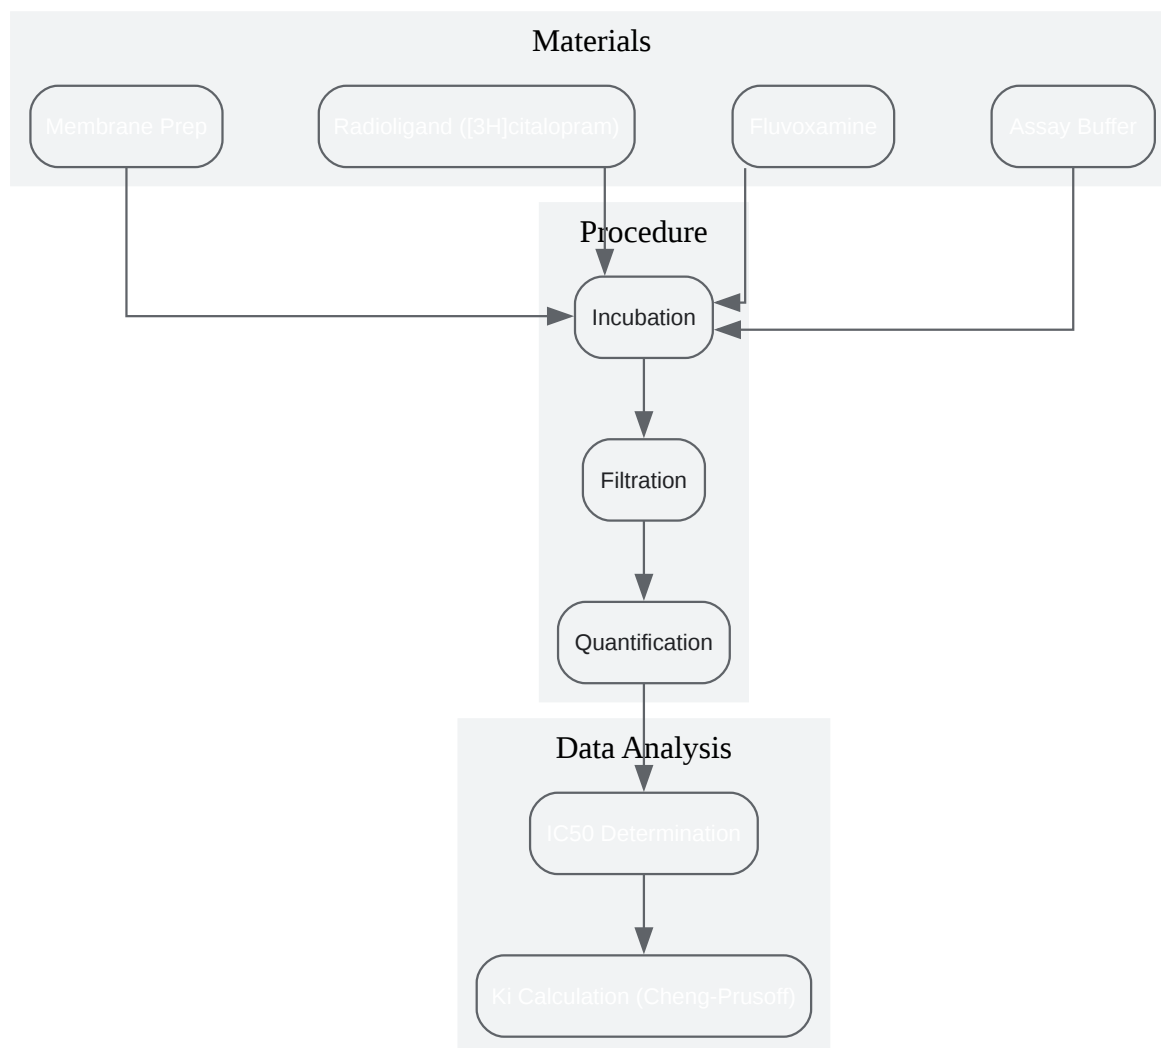 Materials
Membrane Prep
Radioligand ([3H]citalopram)
Fluvoxamine
Assay Buffer
Procedure
Incubation
Filtration
Quantification
Data Analysis
IC50 Determination
Ki Calculation (Cheng-Prusoff)